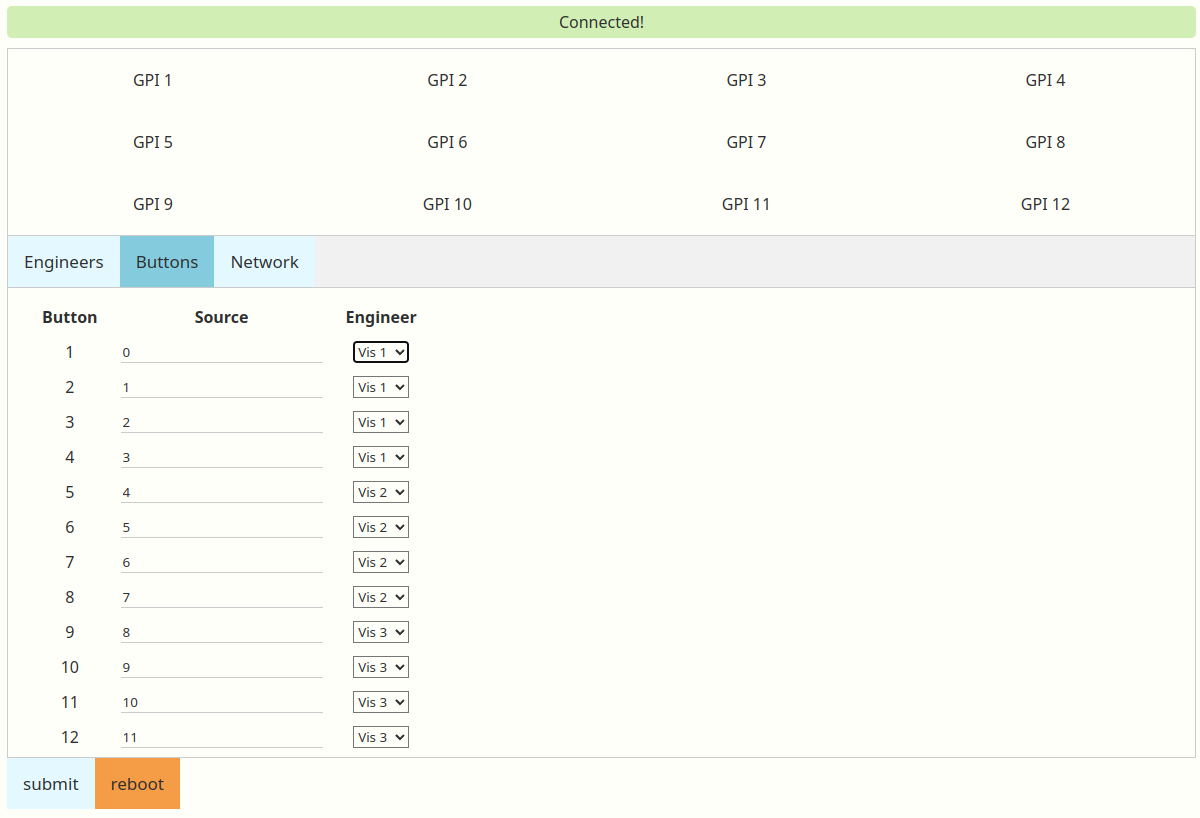 Connected!
GPI 1 GPI 2 GPI 3 GPI 4
GPI 5 GPI 6 GPI 7 GPI 8
GPI 9 GPI 10 GPI 11 GPI 12
Engineers Buttons Network
Button Source Engineer
1 0 Vis 1
2 1 Vis 1
3 2 Vis 1
4 3 Vis 1
5 4 Vis 2
6 5 Vis 2
7 6 Vis 2
8 7 Vis 2
9 8 Vis 3
10 9 Vis 3
11 10 Vis 3
12 11 Vis 3
submit reboot